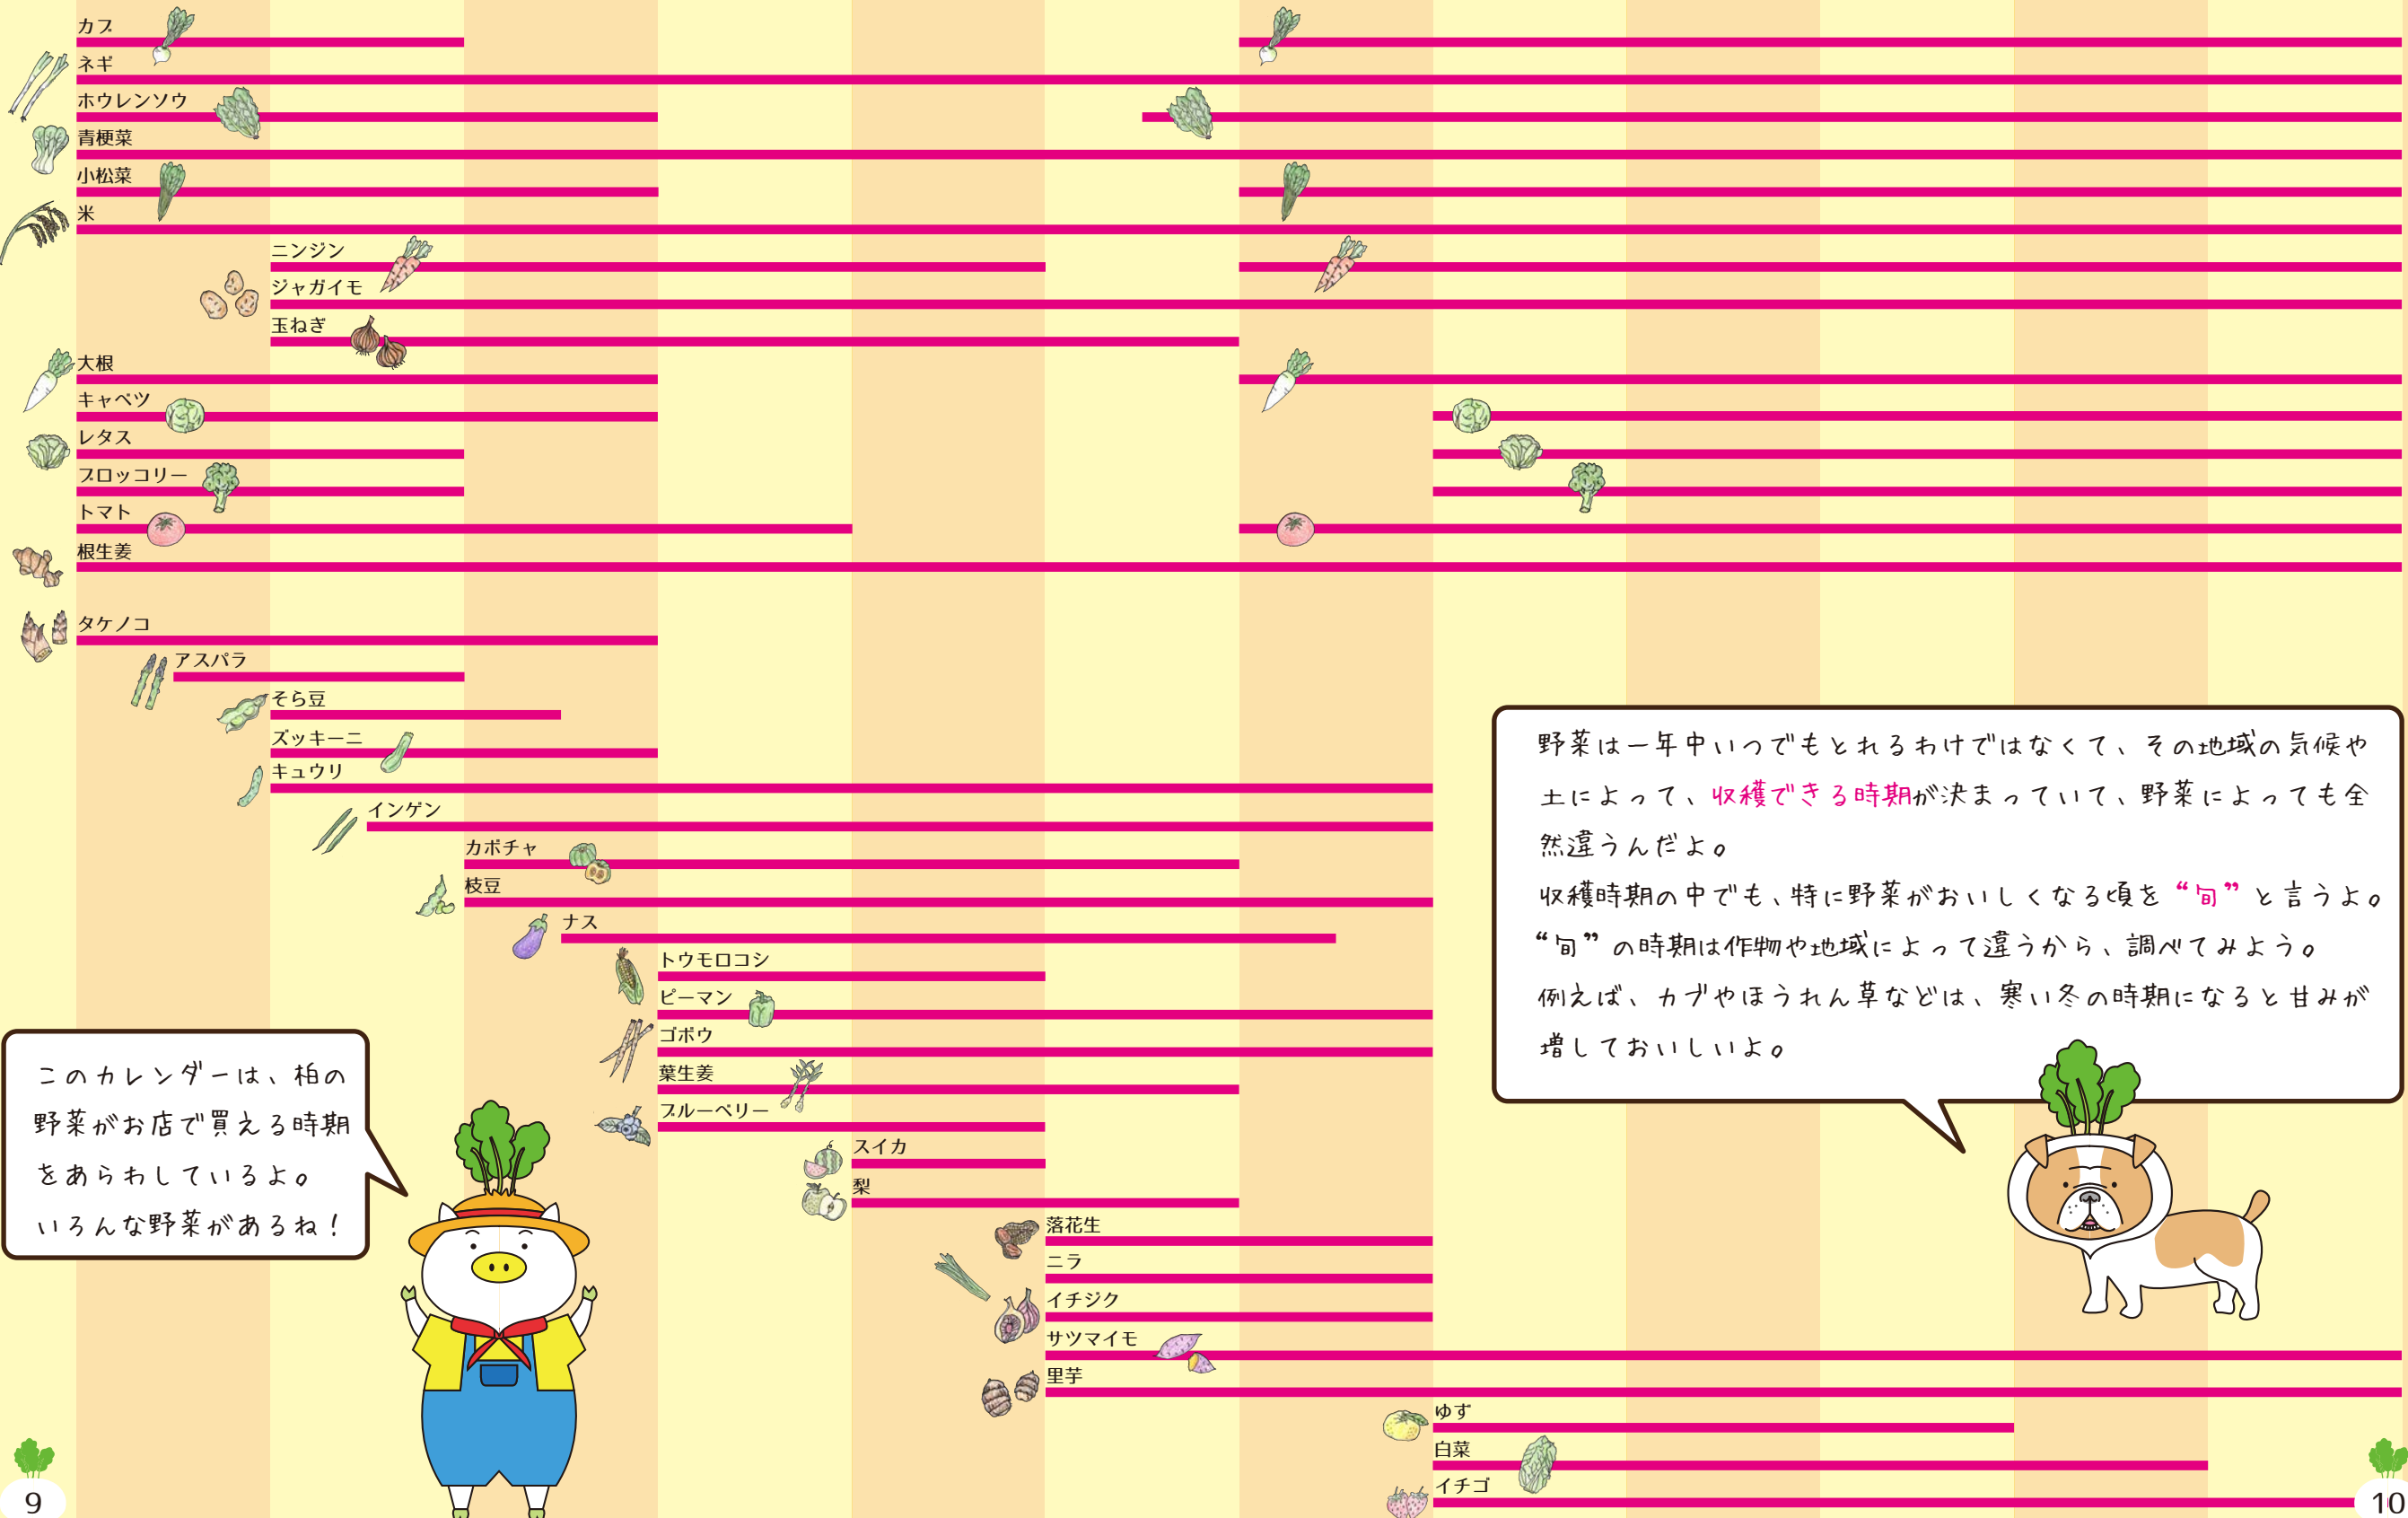 カブ
ネギ
ホウレンソウ
青梗菜
小松菜
米
ニンジン
ジャガイモ
玉ねぎ
大根
キャベツ
レタス
ブロッコリー
トマト
根生姜
タケノコ
アスパラ
そら豆
ズッキーニ
キュウリ
インゲン
カボチャ
枝豆
ナス
トウモロコシ
ピーマン
ゴボウ
葉生姜
ブルーベリー
スイカ
梨
落花生
ニラ
イチジク
サツマイモ
里芋
ゆず
白菜
イチゴ
野菜は一年中いつでもとれるわけではなくて、その地域の気候や
土によって、収穫できる時期が決まっていて、野菜によっても全
然違うんだよ。
収穫時期の中でも、特に野菜がおいしくなる頃を“旬”と言うよ。
“旬”の時期は作物や地域によって違うから、調べてみよう。
例えば、カブやほうれん草などは、寒い冬の時期になると甘みが
増しておいしいよ。
このカレンダーは、柏の
野菜がお店で買える時期
をあらわしているよ。
いろんな野菜があるね！
9
10